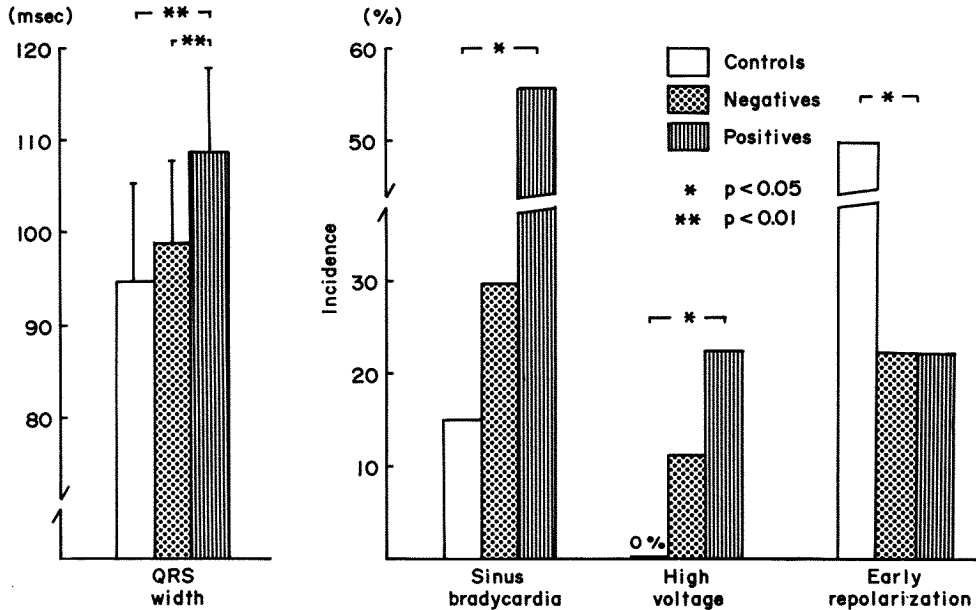 (msec)
**
**
120
110
100
90
80
QRS
width
(%)
60
50
30
20
10
Incidence
*
0%
*
*
Controls
Negatives
Positives
* p<0.05
** p<0.01
Sinus
bradycardia
High
voltage
Early
repolarization